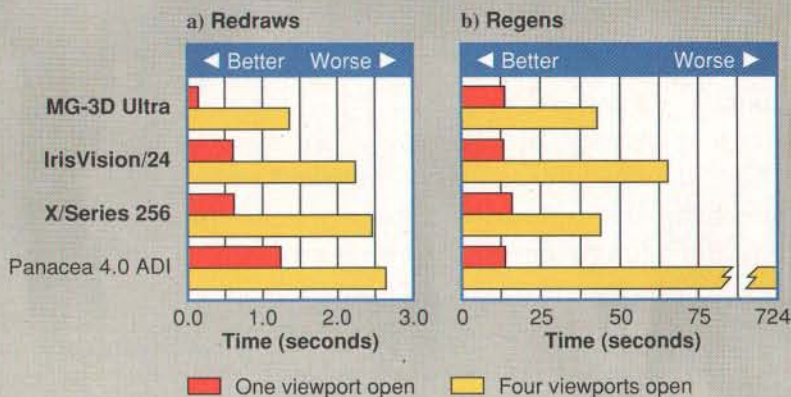 a) Redraws
b) Regens
◄ Better Worse ►
◄ Better Worse ►
MG-3D Ultra
IrisVision/24
X/Series 256
Panacea 4.0 ADI
0.0 1.0 2.0 3.0
0 25 50 75 724
Time (seconds)
Time (seconds)
One viewport open
Four viewports open